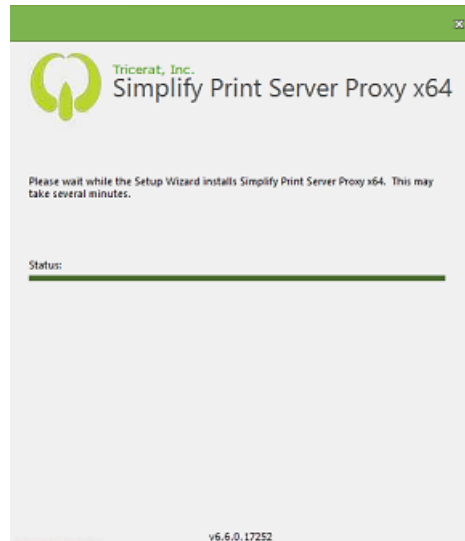 Tricerat, Inc.
Simplify Print Server Proxy x64
Please wait while the Setup Wizard installs Simplify Print Server Proxy x64. This may
take several minutes.
Status:
v6.6.0.17252